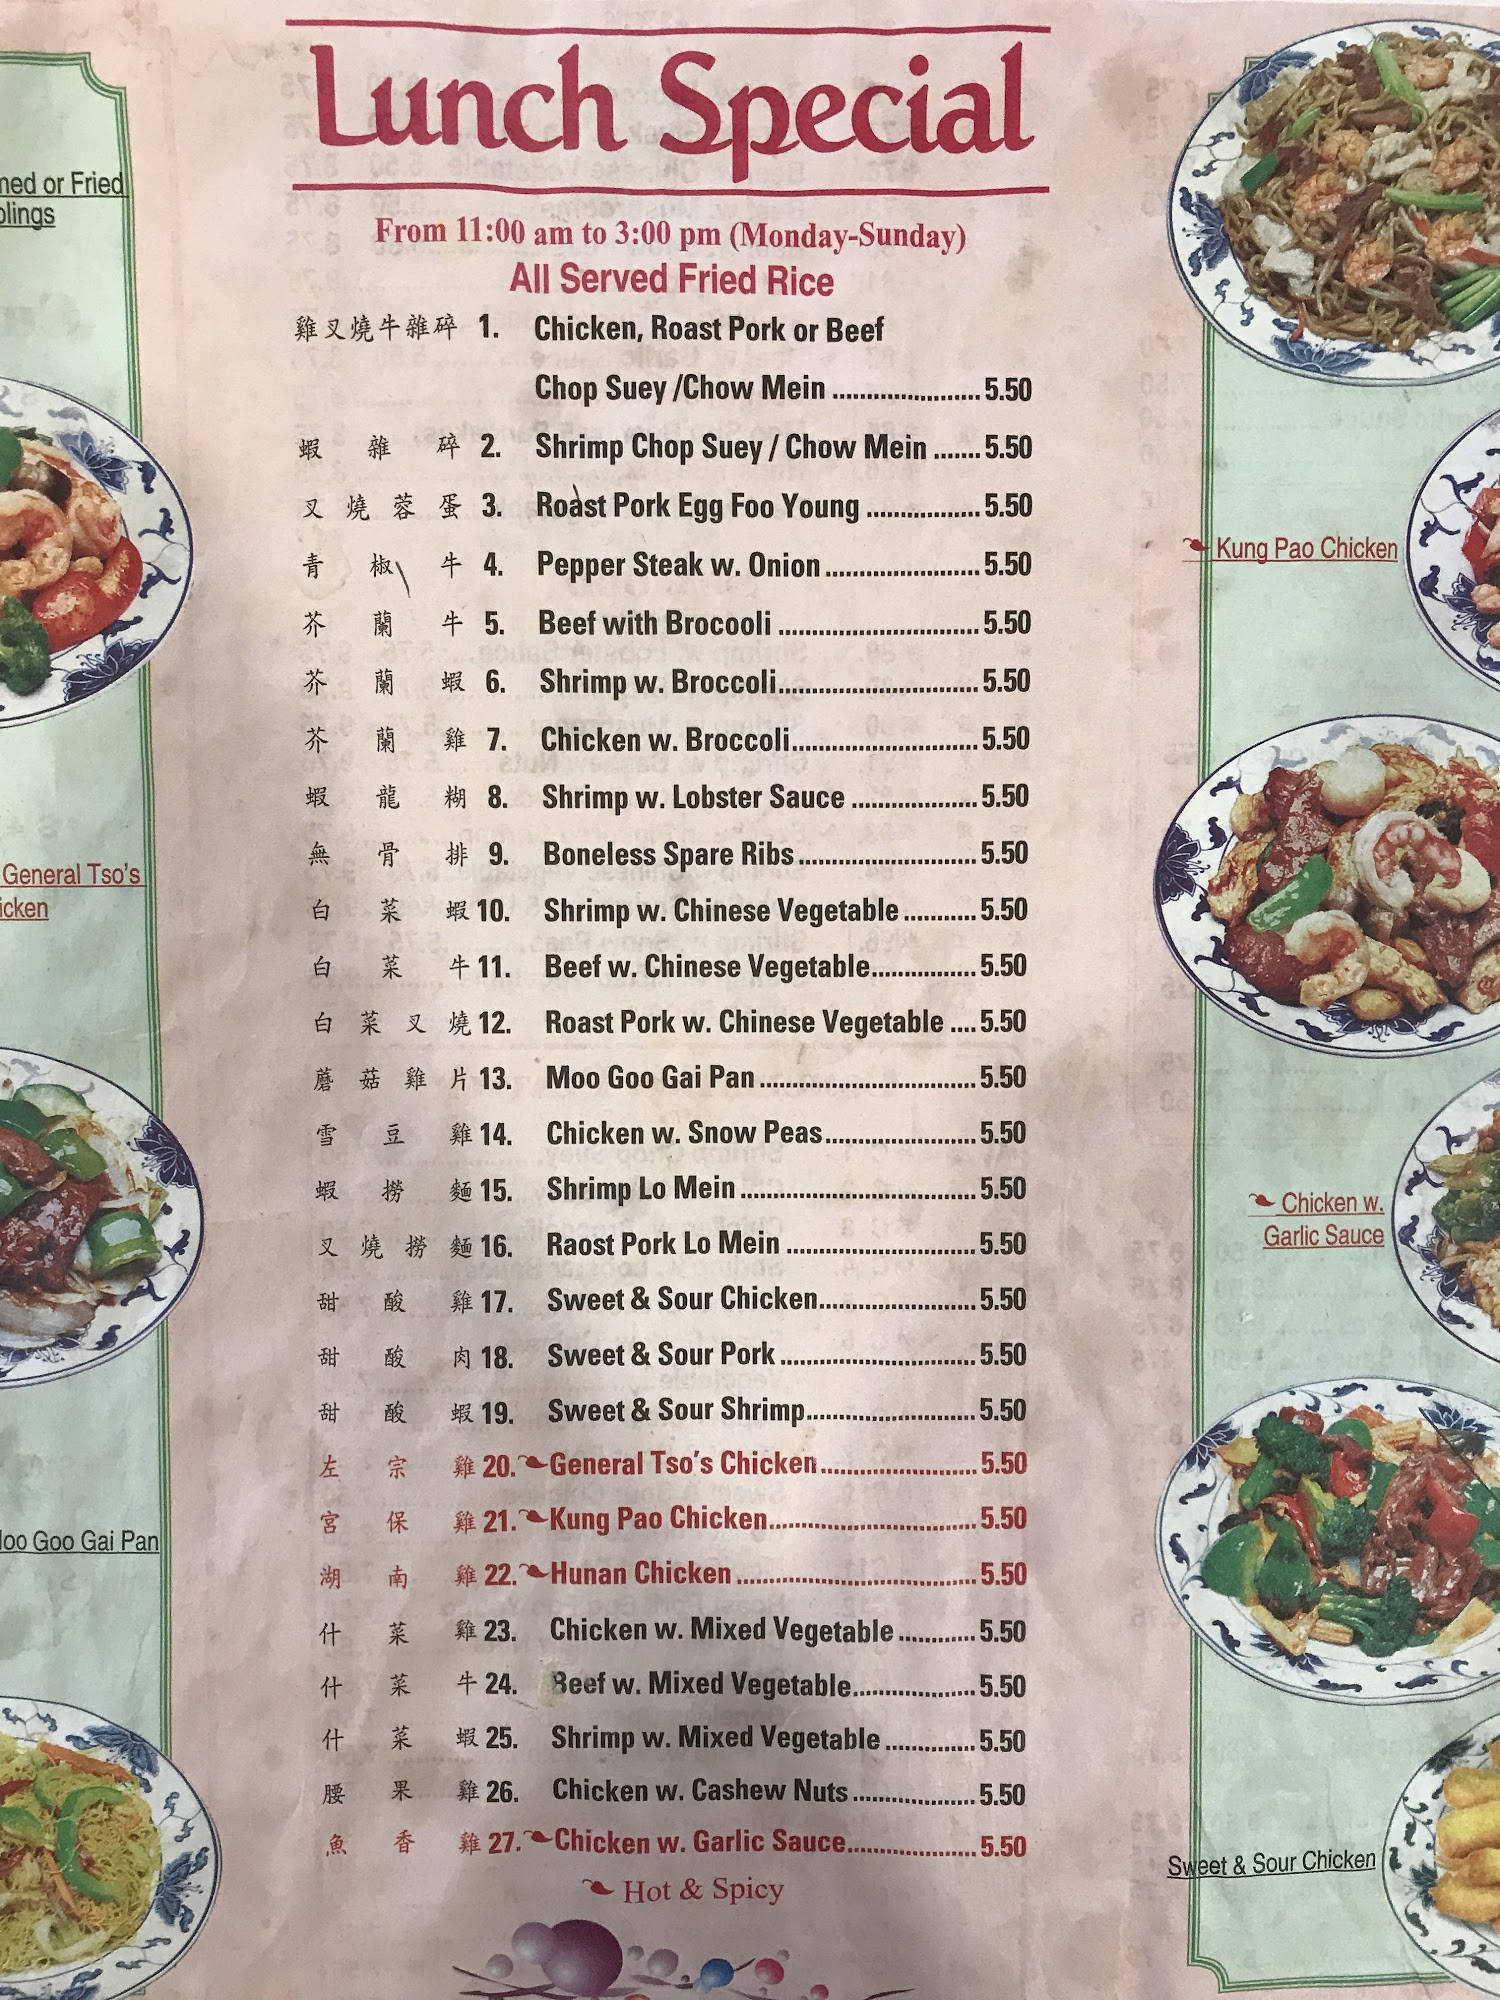 Lunch Special
From 11:00 am to 3:00 pm (Monday-Sunday)
All Served Fried Rice
雞叉燒牛雜碎 1. Chicken, Roast Pork or Beef
Chop Suey /Chow Mein ...................... 5.50
蝦雜碎 2. Shrimp Chop Suey / Chow Mein ....... 5.50
叉燒蓉蛋 3. Roast Pork Egg Foo Young ................. 5.50
青椒牛 4. Pepper Steak w. Onion ....................... 5.50
芥蘭牛 5. Beef with Brocooli .............................. 5.50
芥蘭蝦 6. Shrimp w. Broccoli.............................. 5.50
芥蘭雞 7. Chicken w. Broccoli............................ 5.50
蝦龍糊 8. Shrimp w. Lobster Sauce ................... 5.50
無骨排 9. Boneless Spare Ribs .......................... 5.50
白菜蝦 10. Shrimp w. Chinese Vegetable ........... 5.50
白菜牛 11. Beef w. Chinese Vegetable................ 5.50
白菜叉燒 12. Roast Pork w. Chinese Vegetable .... 5.50
蘑菇雞片 13. Moo Goo Gai Pan ................................ 5.50
雪豆雞 14. Chicken w. Snow Peas....................... 5.50
蝦撈麵 15. Shrimp Lo Mein ................................... 5.50
叉燒撈麵 16. Raost Pork Lo Mein ............................ 5.50
甜酸雞 17. Sweet & Sour Chicken........................ 5.50
甜酸肉 18. Sweet & Sour Pork ............................. 5.50
甜酸蝦 19. Sweet & Sour Shrimp......................... 5.50
左宗雞 20. General Tso's Chicken....................... 5.50
宮保雞 21. Kung Pao Chicken............................... 5.50
湖南雞 22. Hunan Chicken .................................... 5.50
什菜雞 23. Chicken w. Mixed Vegetable ............ 5.50
什菜牛 24. Beef w. Mixed Vegetable.................. 5.50
什菜蝦 25. Shrimp w. Mixed Vegetable .............. 5.50
腰果雞 26. Chicken w. Cashew Nuts .................. 5.50
魚香雞 27. Chicken w. Garlic Sauce................... 5.50
Hot & Spicy
or Fried
General Tso's
Goo Gai Pan
Kung Pao Chicken
Chicken w.
Garlic Sauce
Sweet & Sour Chicken